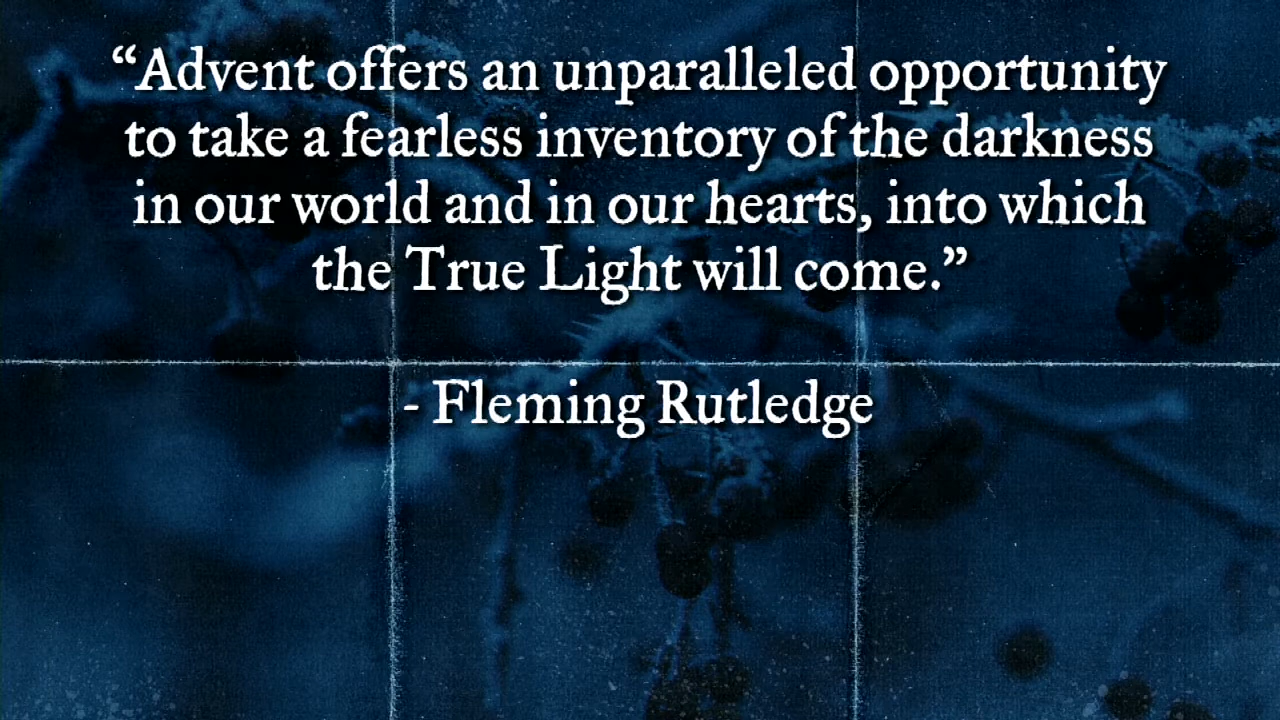 “Advent offers an unparalleled opportunity
to take a fearless inventory of the darkness
in our world and in our hearts, into which
the True Light will come.”
- Fleming Rutledge